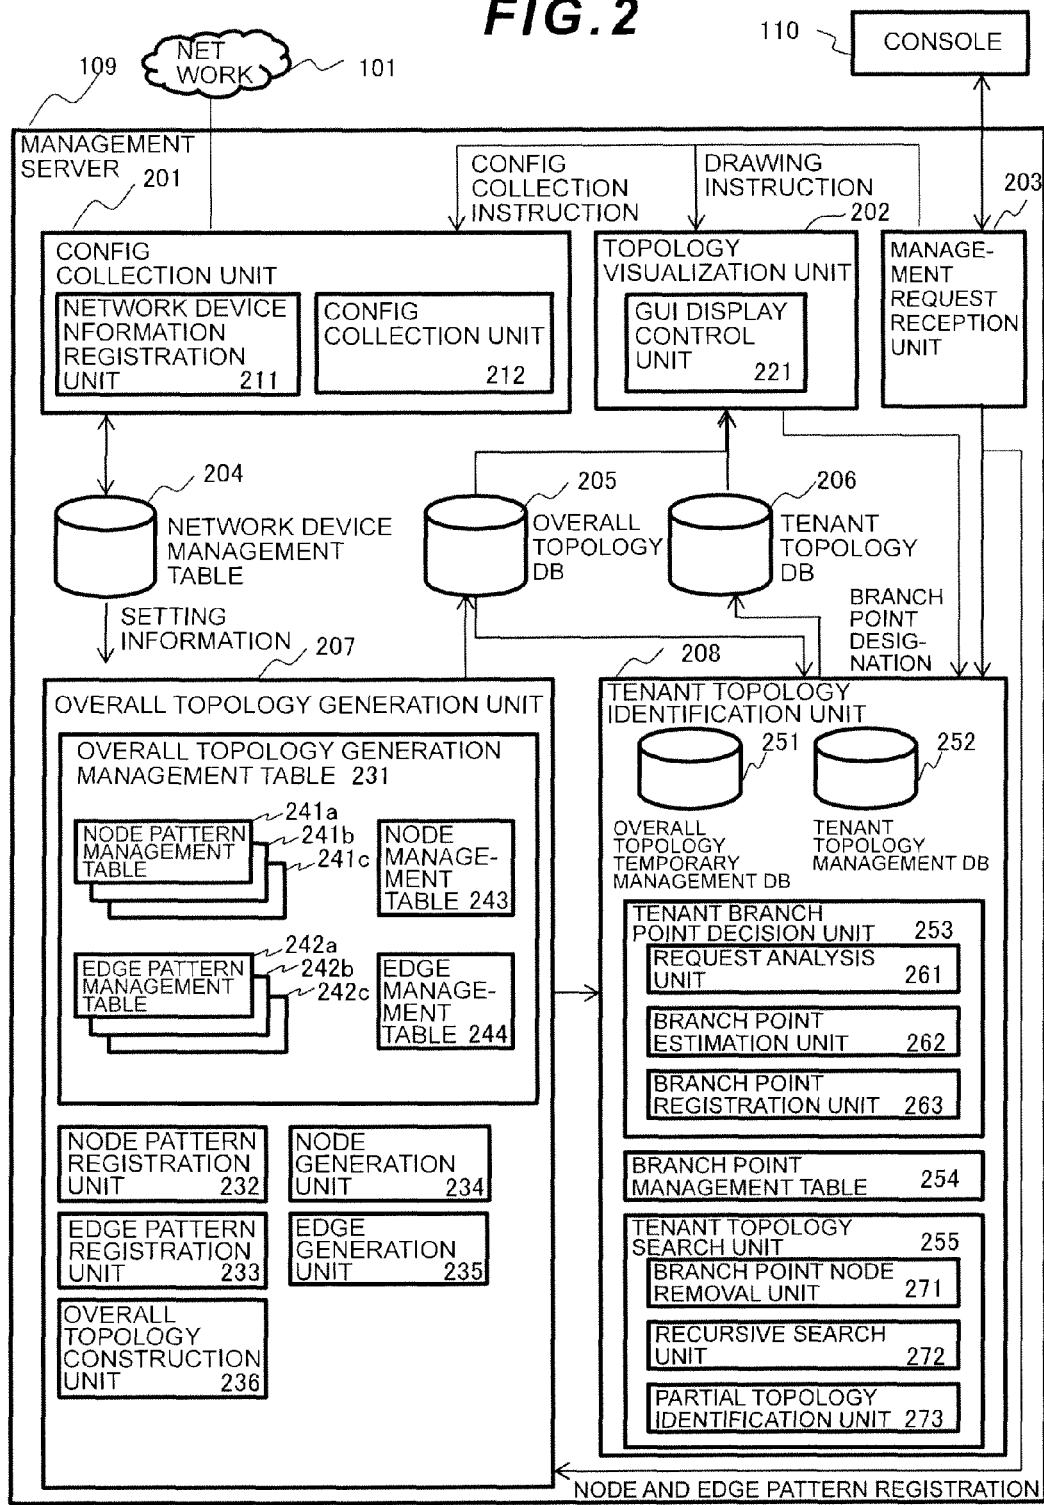 FIG.2
NET
WORK
101
110
CONSOLE
109
MANAGEMENT
SERVER
201
CONFIG
COLLECTION
INSTRUCTION
DRAWING
INSTRUCTION
202
203
CONFIG
COLLECTION UNIT
NETWORK DEVICE
NFORMATION
REGISTRATION
UNIT 211
CONFIG
COLLECTION UNIT
212
TOPOLOGY
VISUALIZATION UNIT
GUI DISPLAY
CONTROL
UNIT
221
MANAGE-
MENT
REQUEST
RECEPTION
UNIT
204
NETWORK DEVICE
MANAGEMENT
TABLE
205
OVERALL
TOPOLOGY
DB
206
TENANT
TOPOLOGY
DB
SETTING
INFORMATION
BRANCH
POINT
DESIG-
NATION
207
208
OVERALL TOPOLOGY GENERATION UNIT
OVERALL TOPOLOGY GENERATION
MANAGEMENT TABLE 231
241a
241b
241c
NODE PATTERN
MANAGEMENT
TABLE
NODE
MANAGE-
MENT
TABLE 243
242a
242b
242c
EDGE PATTERN
MANAGEMENT
TABLE
EDGE
MANAGE-
MENT
TABLE 244
NODE PATTERN
REGISTRATION
UNIT 232
NODE
GENERATION
UNIT 234
EDGE PATTERN
REGISTRATION
UNIT 233
EDGE
GENERATION
UNIT 235
OVERALL
TOPOLOGY
CONSTRUCTION
UNIT 236
TENANT TOPOLOGY
IDENTIFICATION UNIT
251
252
OVERALL
TOPOLOGY
TEMPORARY
MANAGEMENT DB
TENANT
TOPOLOGY
MANAGEMENT DB
TENANT BRANCH
POINT DECISION UNIT 253
REQUEST ANALYSIS
UNIT 261
BRANCH POINT
ESTIMATION UNIT 262
BRANCH POINT
REGISTRATION UNIT 263
BRANCH POINT
MANAGEMENT TABLE 254
TENANT TOPOLOGY
SEARCH UNIT 255
BRANCH POINT NODE
REMOVAL UNIT 271
RECURSIVE SEARCH
UNIT 272
PARTIAL TOPOLOGY
IDENTIFICATION UNIT 273
NODE AND EDGE PATTERN REGISTRATION